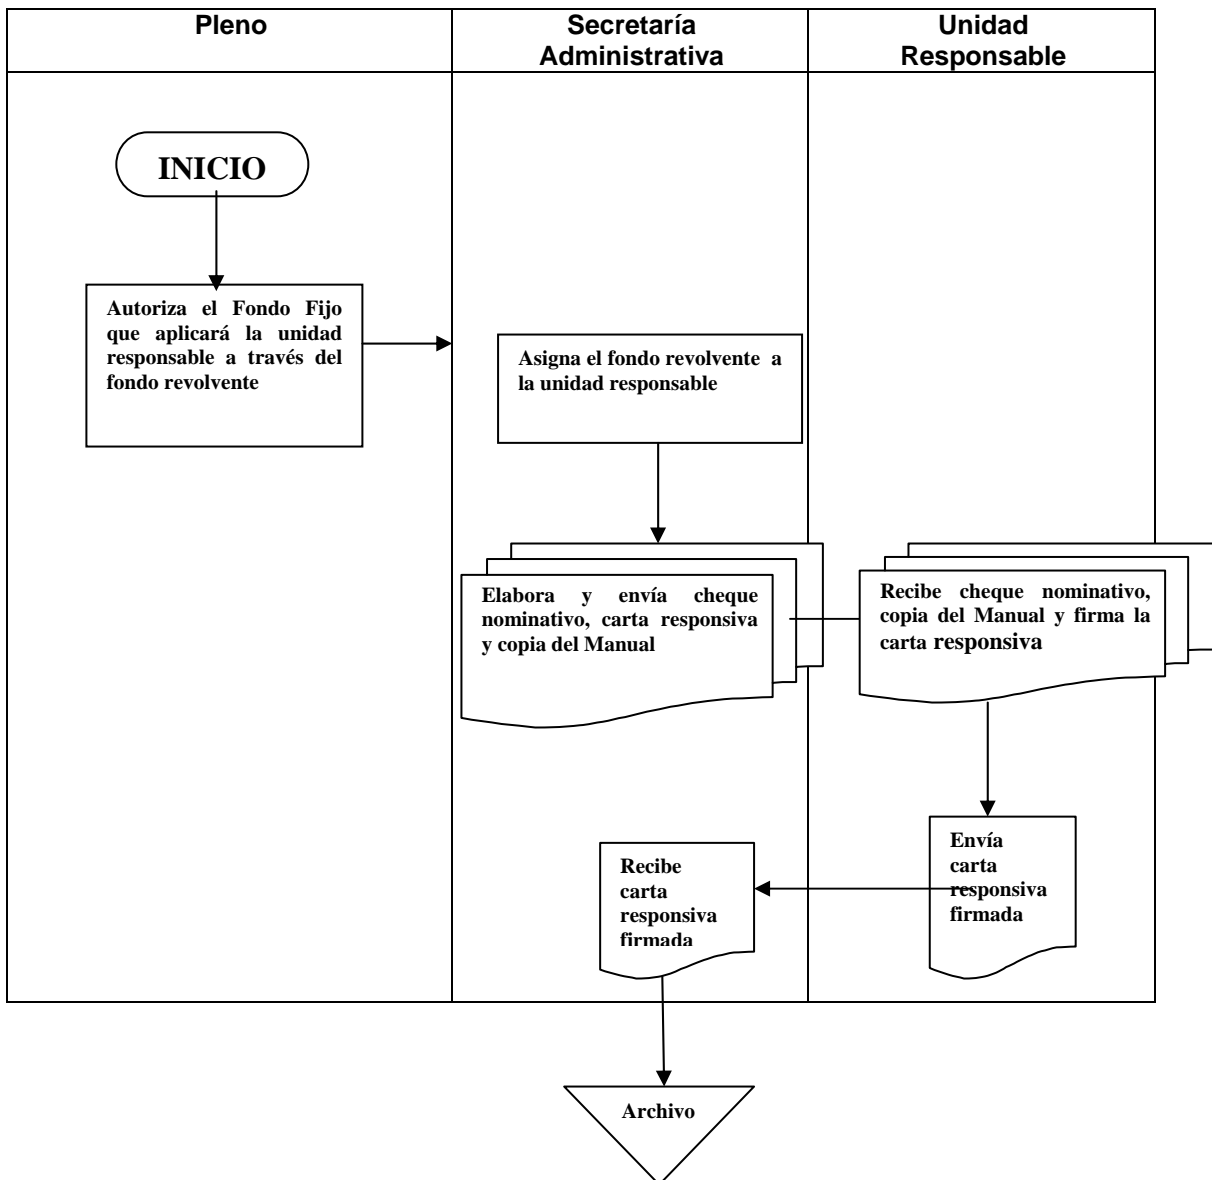 Pleno
Secretaría
Administrativa
Unidad
Responsable
INICIO
Autoriza el Fondo Fijo
que aplicará la unidad
responsable a través del
fondo revolvente
Asigna el fondo revolvente a
la unidad responsable
Elabora y envía cheque
nominativo, carta responsiva
y copia del Manual
Recibe cheque nominativo,
copia del Manual y firma la
carta responsiva
Envía
carta
responsiva
firmada
Recibe
carta
responsiva
firmada
Archivo